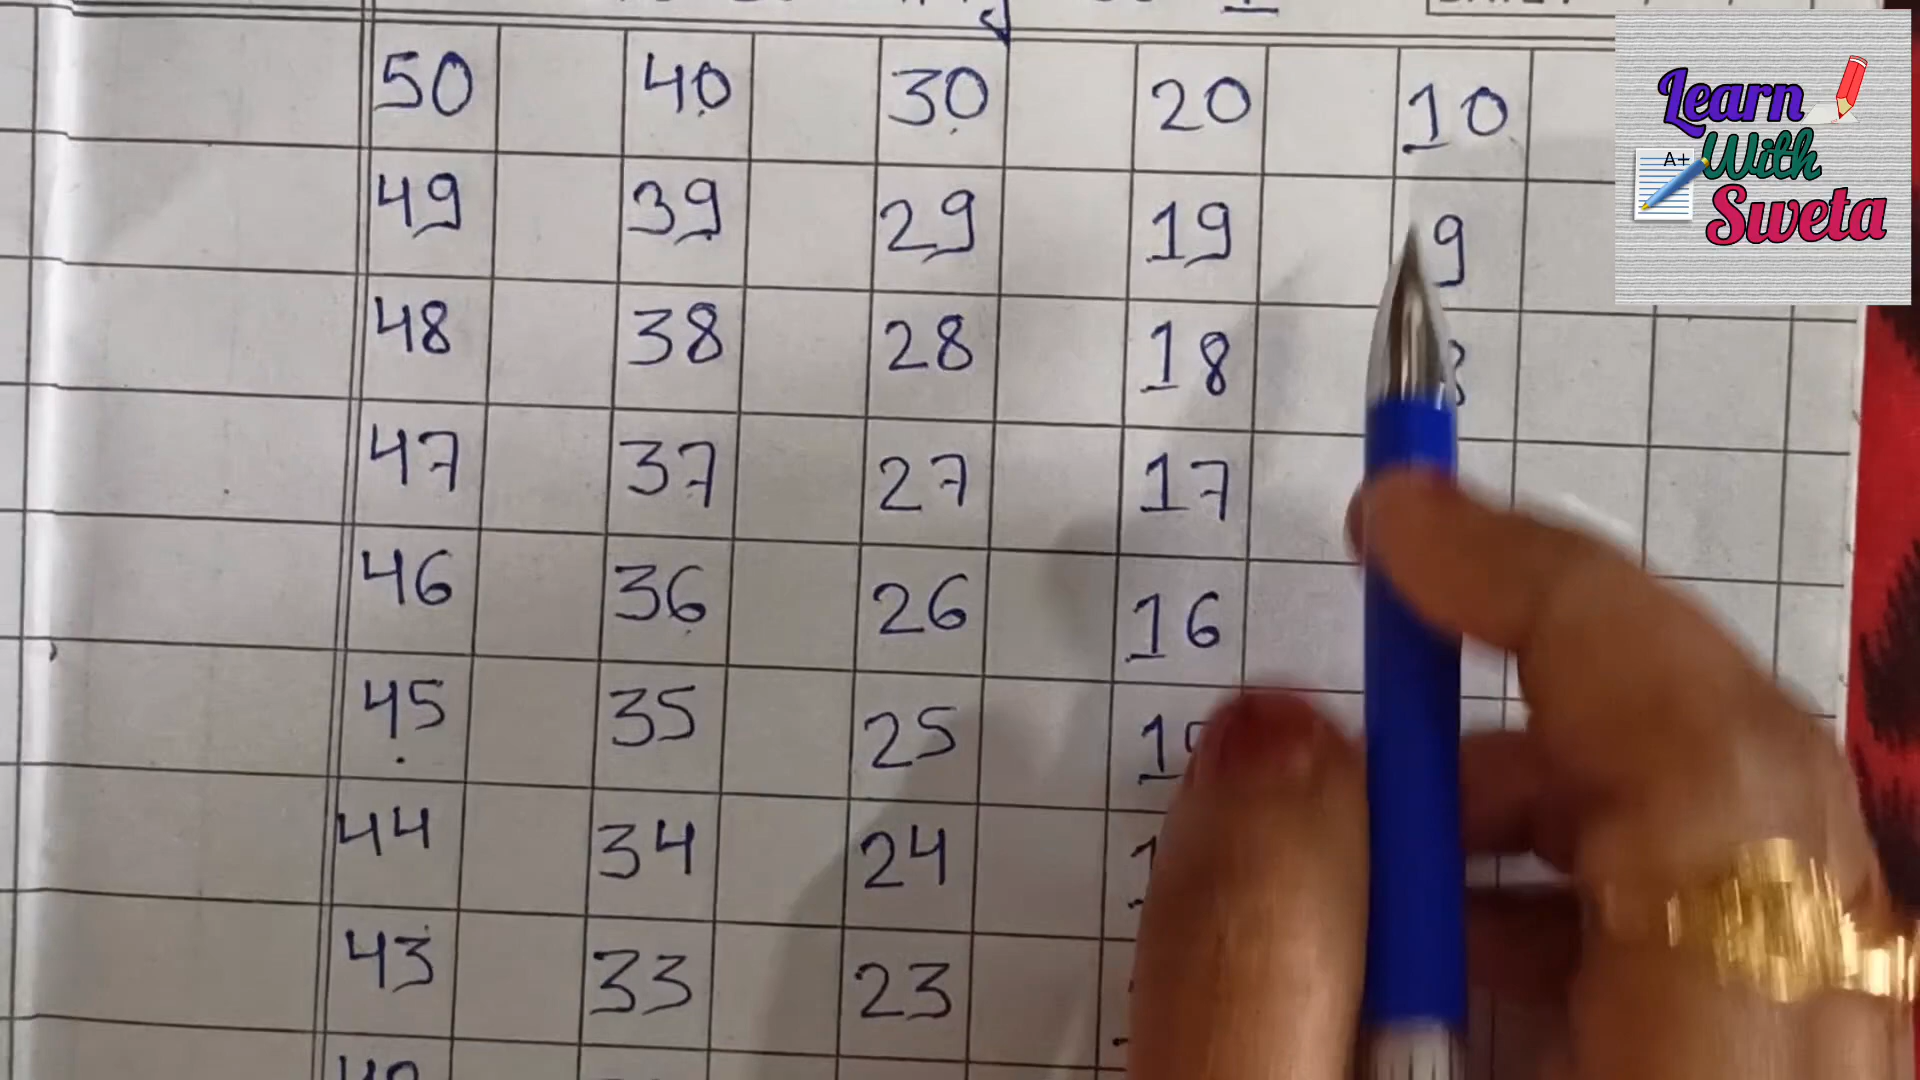 50 40 30 20 10
49 39 29 19 9
48 38 28 18
47 37 27 17
46 36 26 16
45 35 25
44 34 24
43 33 23
Learn
With
Sweta
A+